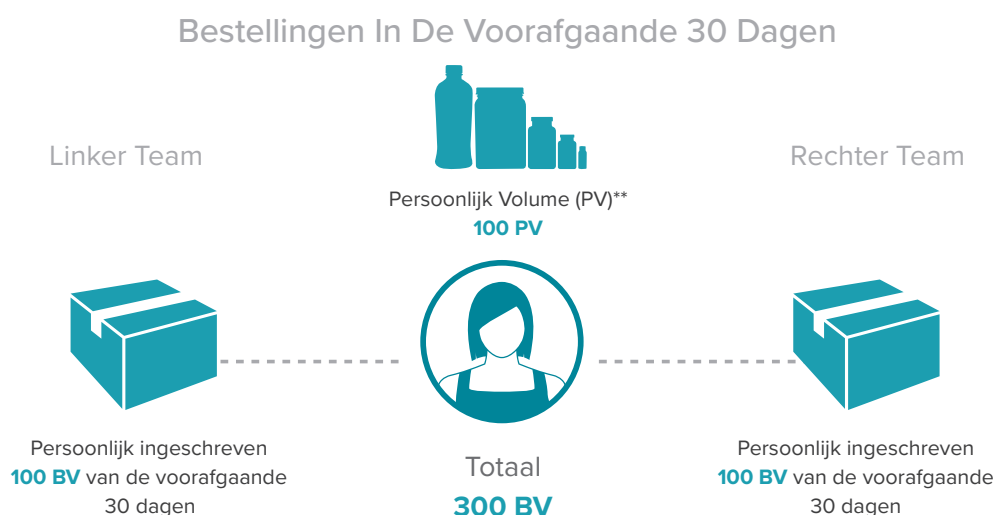 Bestellingen In De Voorafgaande 30 Dagen
Linker Team
Rechter Team
Persoonlijk Volume (PV)**
100 PV
Persoonlijk ingeschreven
100 BV van de voorafgaande
30 dagen
Totaal
300 BV
Persoonlijk ingeschreven
100 BV van de voorafgaande
30 dagen